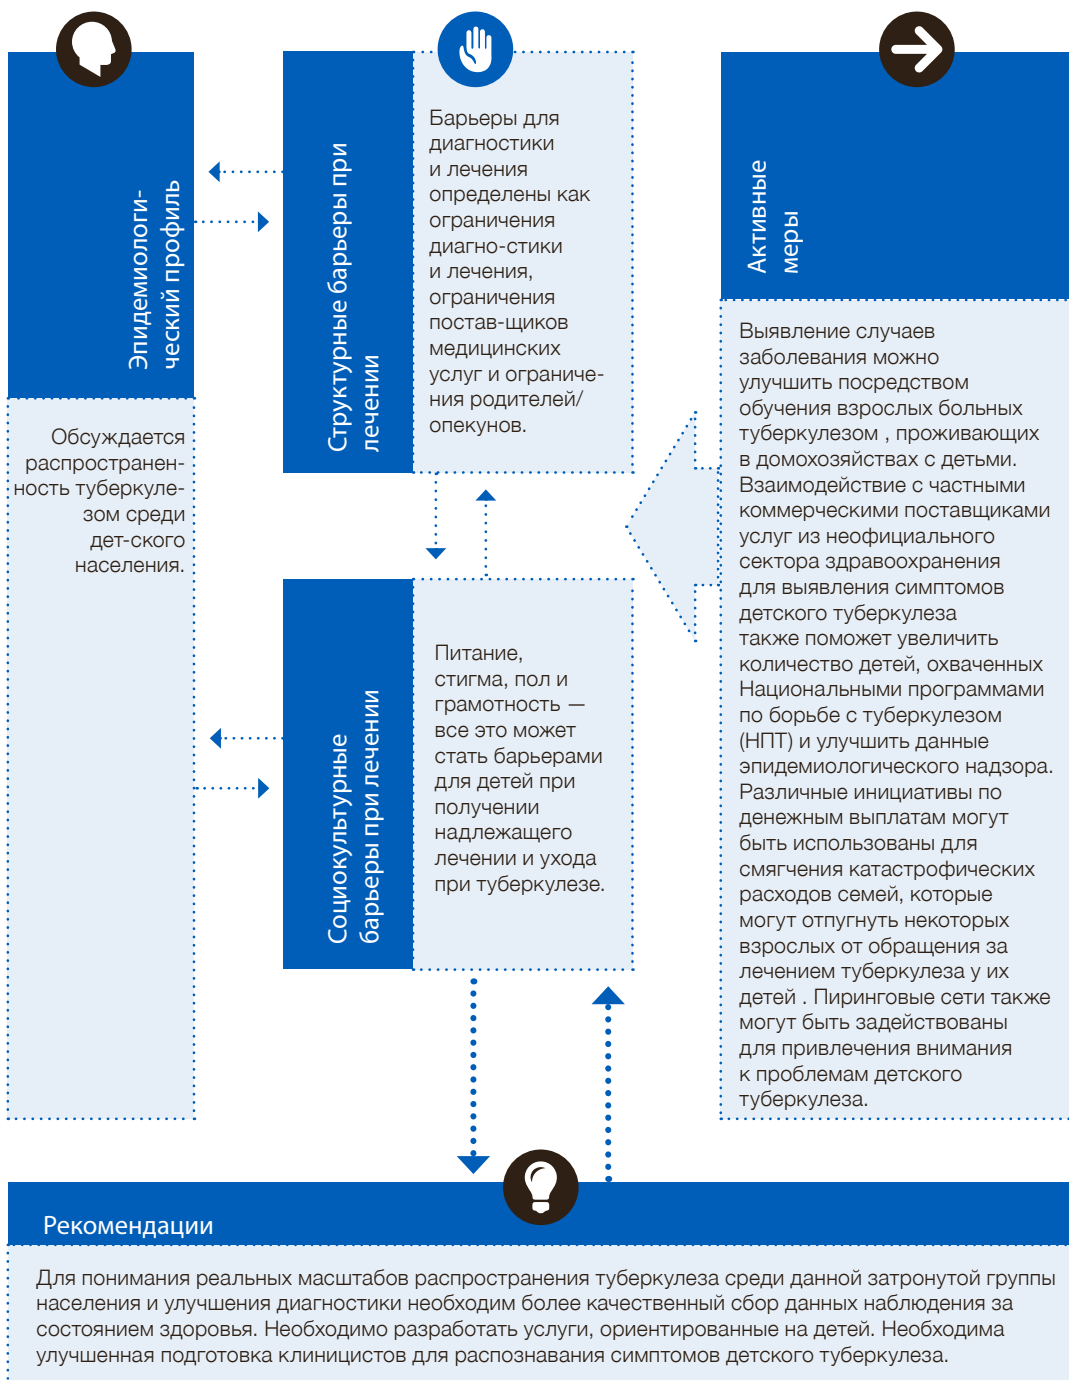 Эпидемиологи-
ческий профиль
Обсуждается
распространен-
ность туберкуле-
зом среди
дет-ского
населения.
Структурные барьеры при
лечении
Барьеры для
диагностики
и лечения
определены как
ограничения
диагно-стики
и лечения,
ограничения
постав-щиков
медицинских
услуг и ограниче-
ния родителей/
опекунов.
Социокультурные
барьеры при лечении
Питание,
стигма, пол и
грамотность —
все это может
стать барьерами
для детей при
получении
надлежащего
лечении и ухода
при туберкулезе.
Активные
меры
Выявление случаев
заболевания можно
улучшить посредством
обучения взрослых больных
туберкулезом , проживающих
в домохозяйствах с детьми.
Взаимодействие с частными
коммерческими поставщиками
услуг из неофициального
сектора здравоохранения
для выявления симптомов
детского туберкулеза
также поможет увеличить
количество детей, охваченных
Национальными программами
по борьбе с туберкулезом
(НПТ) и улучшить данные
эпидемиологического надзора.
Различные инициативы по
денежным выплатам могут
быть использованы для
смягчения катастрофических
расходов семей, которые
могут отпугнуть некоторых
взрослых от обращения за
лечением туберкулеза у их
детей . Пиринговые сети также
могут быть задействованы
для привлечения внимания
к проблемам детского
туберкулеза.
Рекомендации
Для понимания реальных масштабов распространения туберкулеза среди данной затронутой группы
населения и улучшения диагностики необходим более качественный сбор данных наблюдения за
состоянием здоровья. Необходимо разработать услуги, ориентированные на детей. Необходима
улучшенная подготовка клиницистов для распознавания симптомов детского туберкулеза.